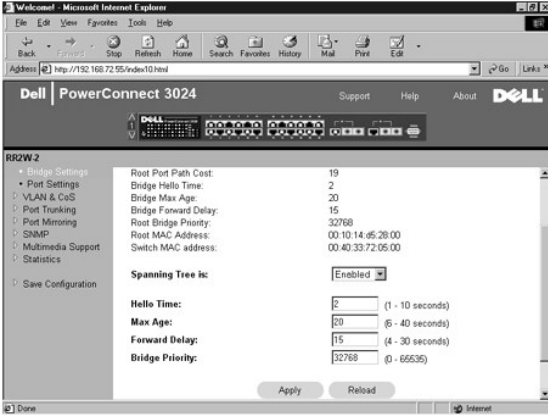 Welcome! - Microsoft Internet Explorer
File Edit View Favorites Tools Help
Back Forward Stop Refresh Home Search Favorites History Mail Print Edit
Address http://192.168.72.55/index10.html Go Links »
Dell PowerConnect 3024 Support Help About DELL
DELL
RR2W-2
Bridge Settings
Port Settings
VLAN & CoS
Port Trunking
Port Mirroring
SNMP
Multimedia Support
Statistics
Save Configuration
Root Port Path Cost: 19
Bridge Hello Time: 2
Bridge Max Age: 20
Bridge Forward Delay: 15
Root Bridge Priority: 32768
Root MAC Address: 00:10:14:d5:28:00
Switch MAC address: 00:40:33:72:05:00
Spanning Tree is: Enabled
Hello Time: 2 (1 - 10 seconds)
Max Age: 20 (6 - 40 seconds)
Forward Delay: 15 (4 - 30 seconds)
Bridge Priority: 32768 (0 - 65535)
Apply Reload
Done Internet